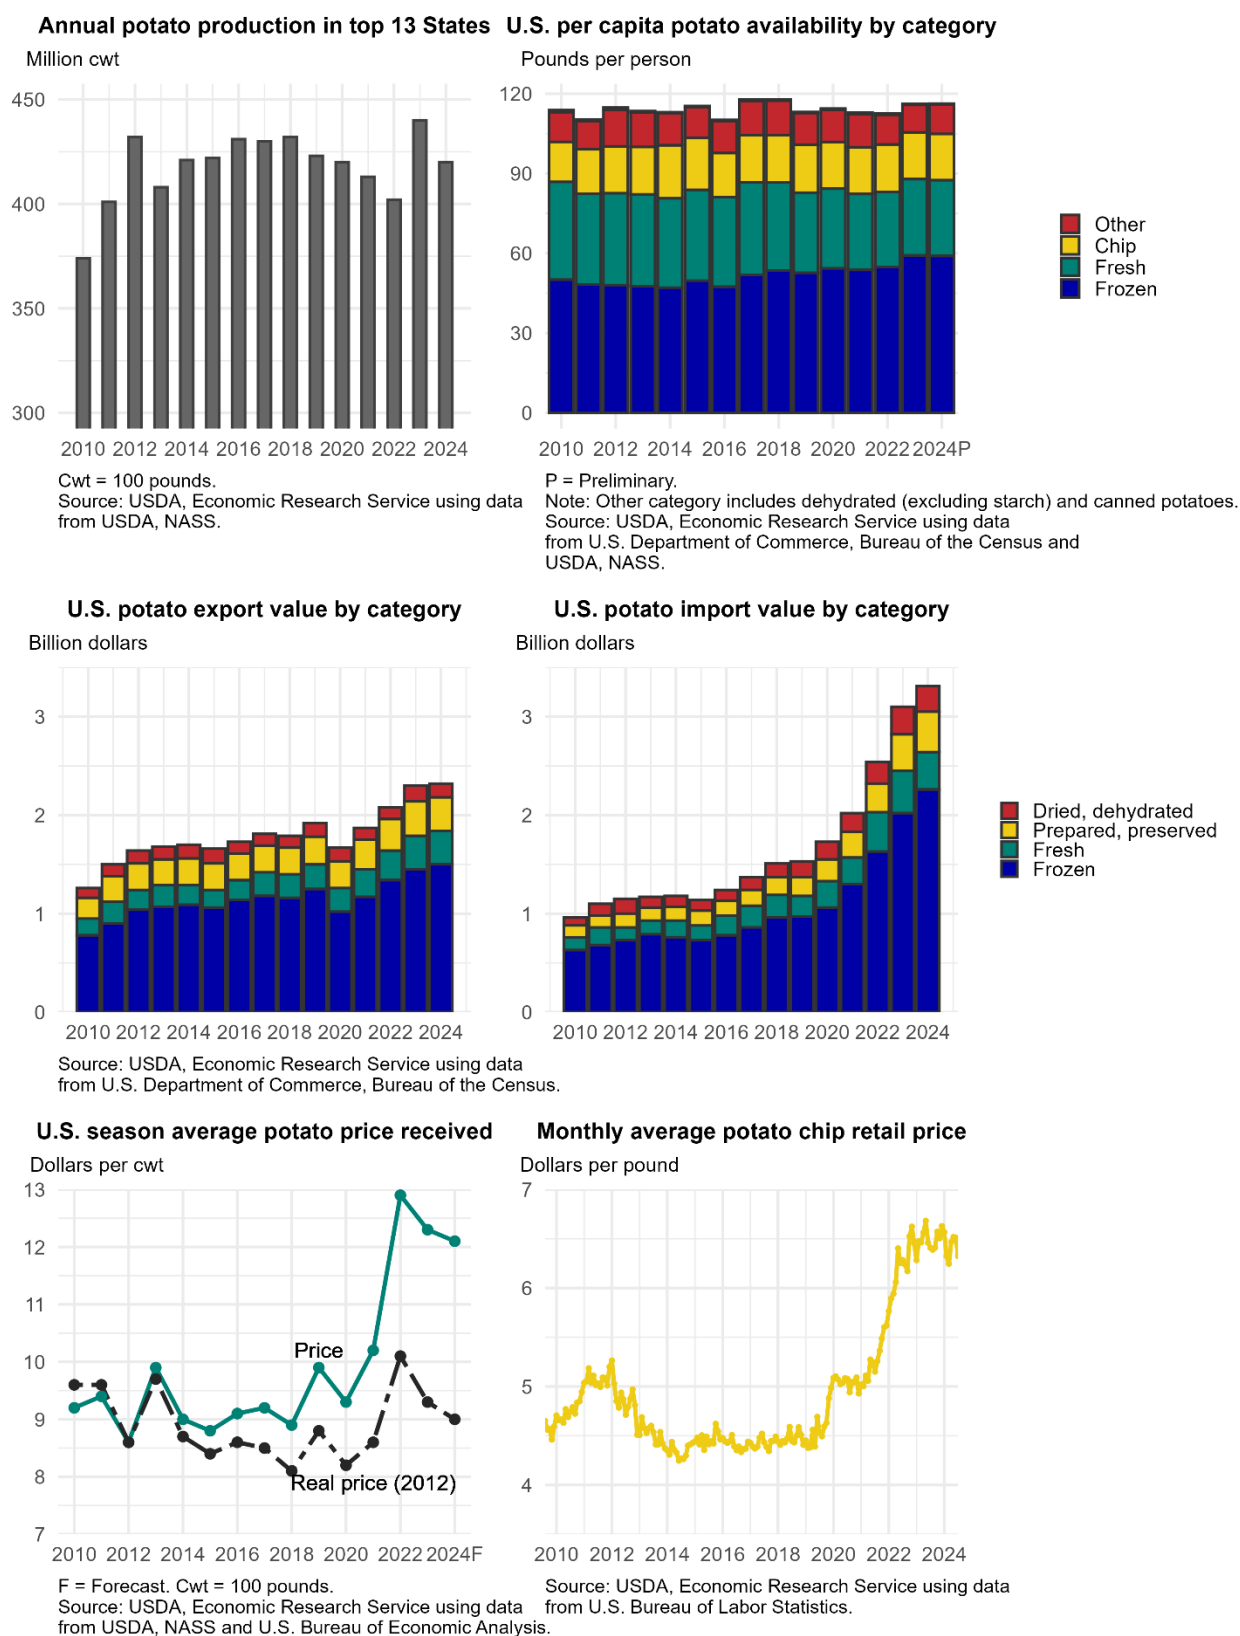 Annual potato production in top 13 States
Million cwt
450
400
350
300
2010 2012 2014 2016 2018 2020 2022 2024
Cwt = 100 pounds.
Source: USDA, Economic Research Service using data
from USDA, NASS.
U.S. per capita potato availability by category
Pounds per person
120
90
60
30
0
2010 2012 2014 2016 2018 2020 2022 2024P
Other
Chip
Fresh
Frozen
P = Preliminary.
Note: Other category includes dehydrated (excluding starch) and canned potatoes.
Source: USDA, Economic Research Service using data
from U.S. Department of Commerce, Bureau of the Census and
USDA, NASS.
U.S. potato export value by category
Billion dollars
3
2
1
0
2010 2012 2014 2016 2018 2020 2022 2024
Source: USDA, Economic Research Service using data
from U.S. Department of Commerce, Bureau of the Census.
U.S. potato import value by category
Billion dollars
3
2
1
0
2010 2012 2014 2016 2018 2020 2022 2024
Dried, dehydrated
Prepared, preserved
Fresh
Frozen
U.S. season average potato price received
Dollars per cwt
13
12
11
10
9
8
7
Price
Real price (2012)
2010 2012 2014 2016 2018 2020 2022 2024F
F = Forecast. Cwt = 100 pounds.
Source: USDA, Economic Research Service using data
from USDA, NASS and U.S. Bureau of Economic Analysis.
Monthly average potato chip retail price
Dollars per pound
7
6
5
4
2010 2012 2014 2016 2018 2020 2022 2024
Source: USDA, Economic Research Service using data
from U.S. Bureau of Labor Statistics.